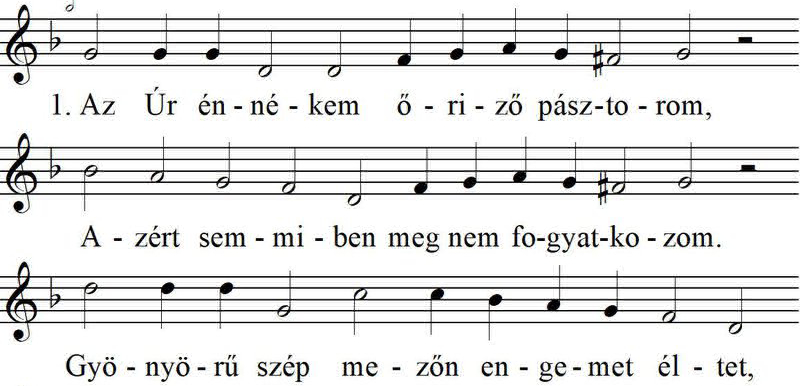 1. Az Úr én - né - kem ő - ri - ző pász-to - rom,
A - zért sem - mi - ben meg nem fo-gyat-ko - zom.
Gyö - nyö - rű szép me - zőn en - ge - met él - tet,